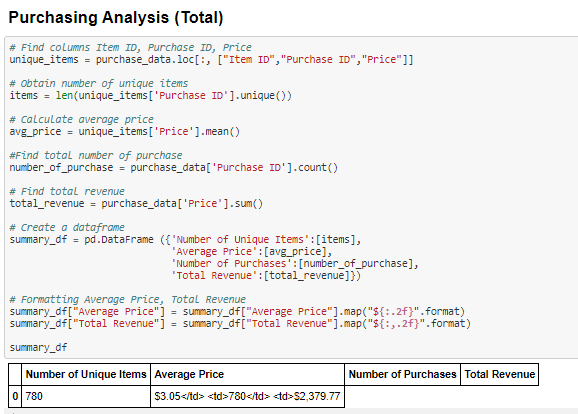 Purchasing Analysis (Total)
# Find columns Item ID, Purchase ID, Price
unique_items = purchase_data.loc[:, ["Item ID","Purchase ID","Price"]]
# Obtain number of unique items
items = len(unique_items['Purchase ID'].unique())
# Calculate average price
avg_price = unique_items['Price'].mean()
#Find total number of purchase
number_of_purchase = purchase_data['Purchase ID'].count()
# Find total revenue
total_revenue = purchase_data['Price'].sum()
# Create a dataframe
summary_df = pd.DataFrame ({'Number of Unique Items':[items],
'Average Price':[avg_price],
'Number of Purchases':[number_of_purchase],
'Total Revenue':[total_revenue]})
# Formatting Average Price, Total Revenue
summary_df["Average Price"] = summary_df["Average Price"].map("${:.2f}".format)
summary_df["Total Revenue"] = summary_df["Total Revenue"].map("${:,.2f}".format)
summary_df
Number of Unique Items Average Price Number of Purchases Total Revenue
0 780 $3.05</td> <td>780</td> <td>$2,379.77